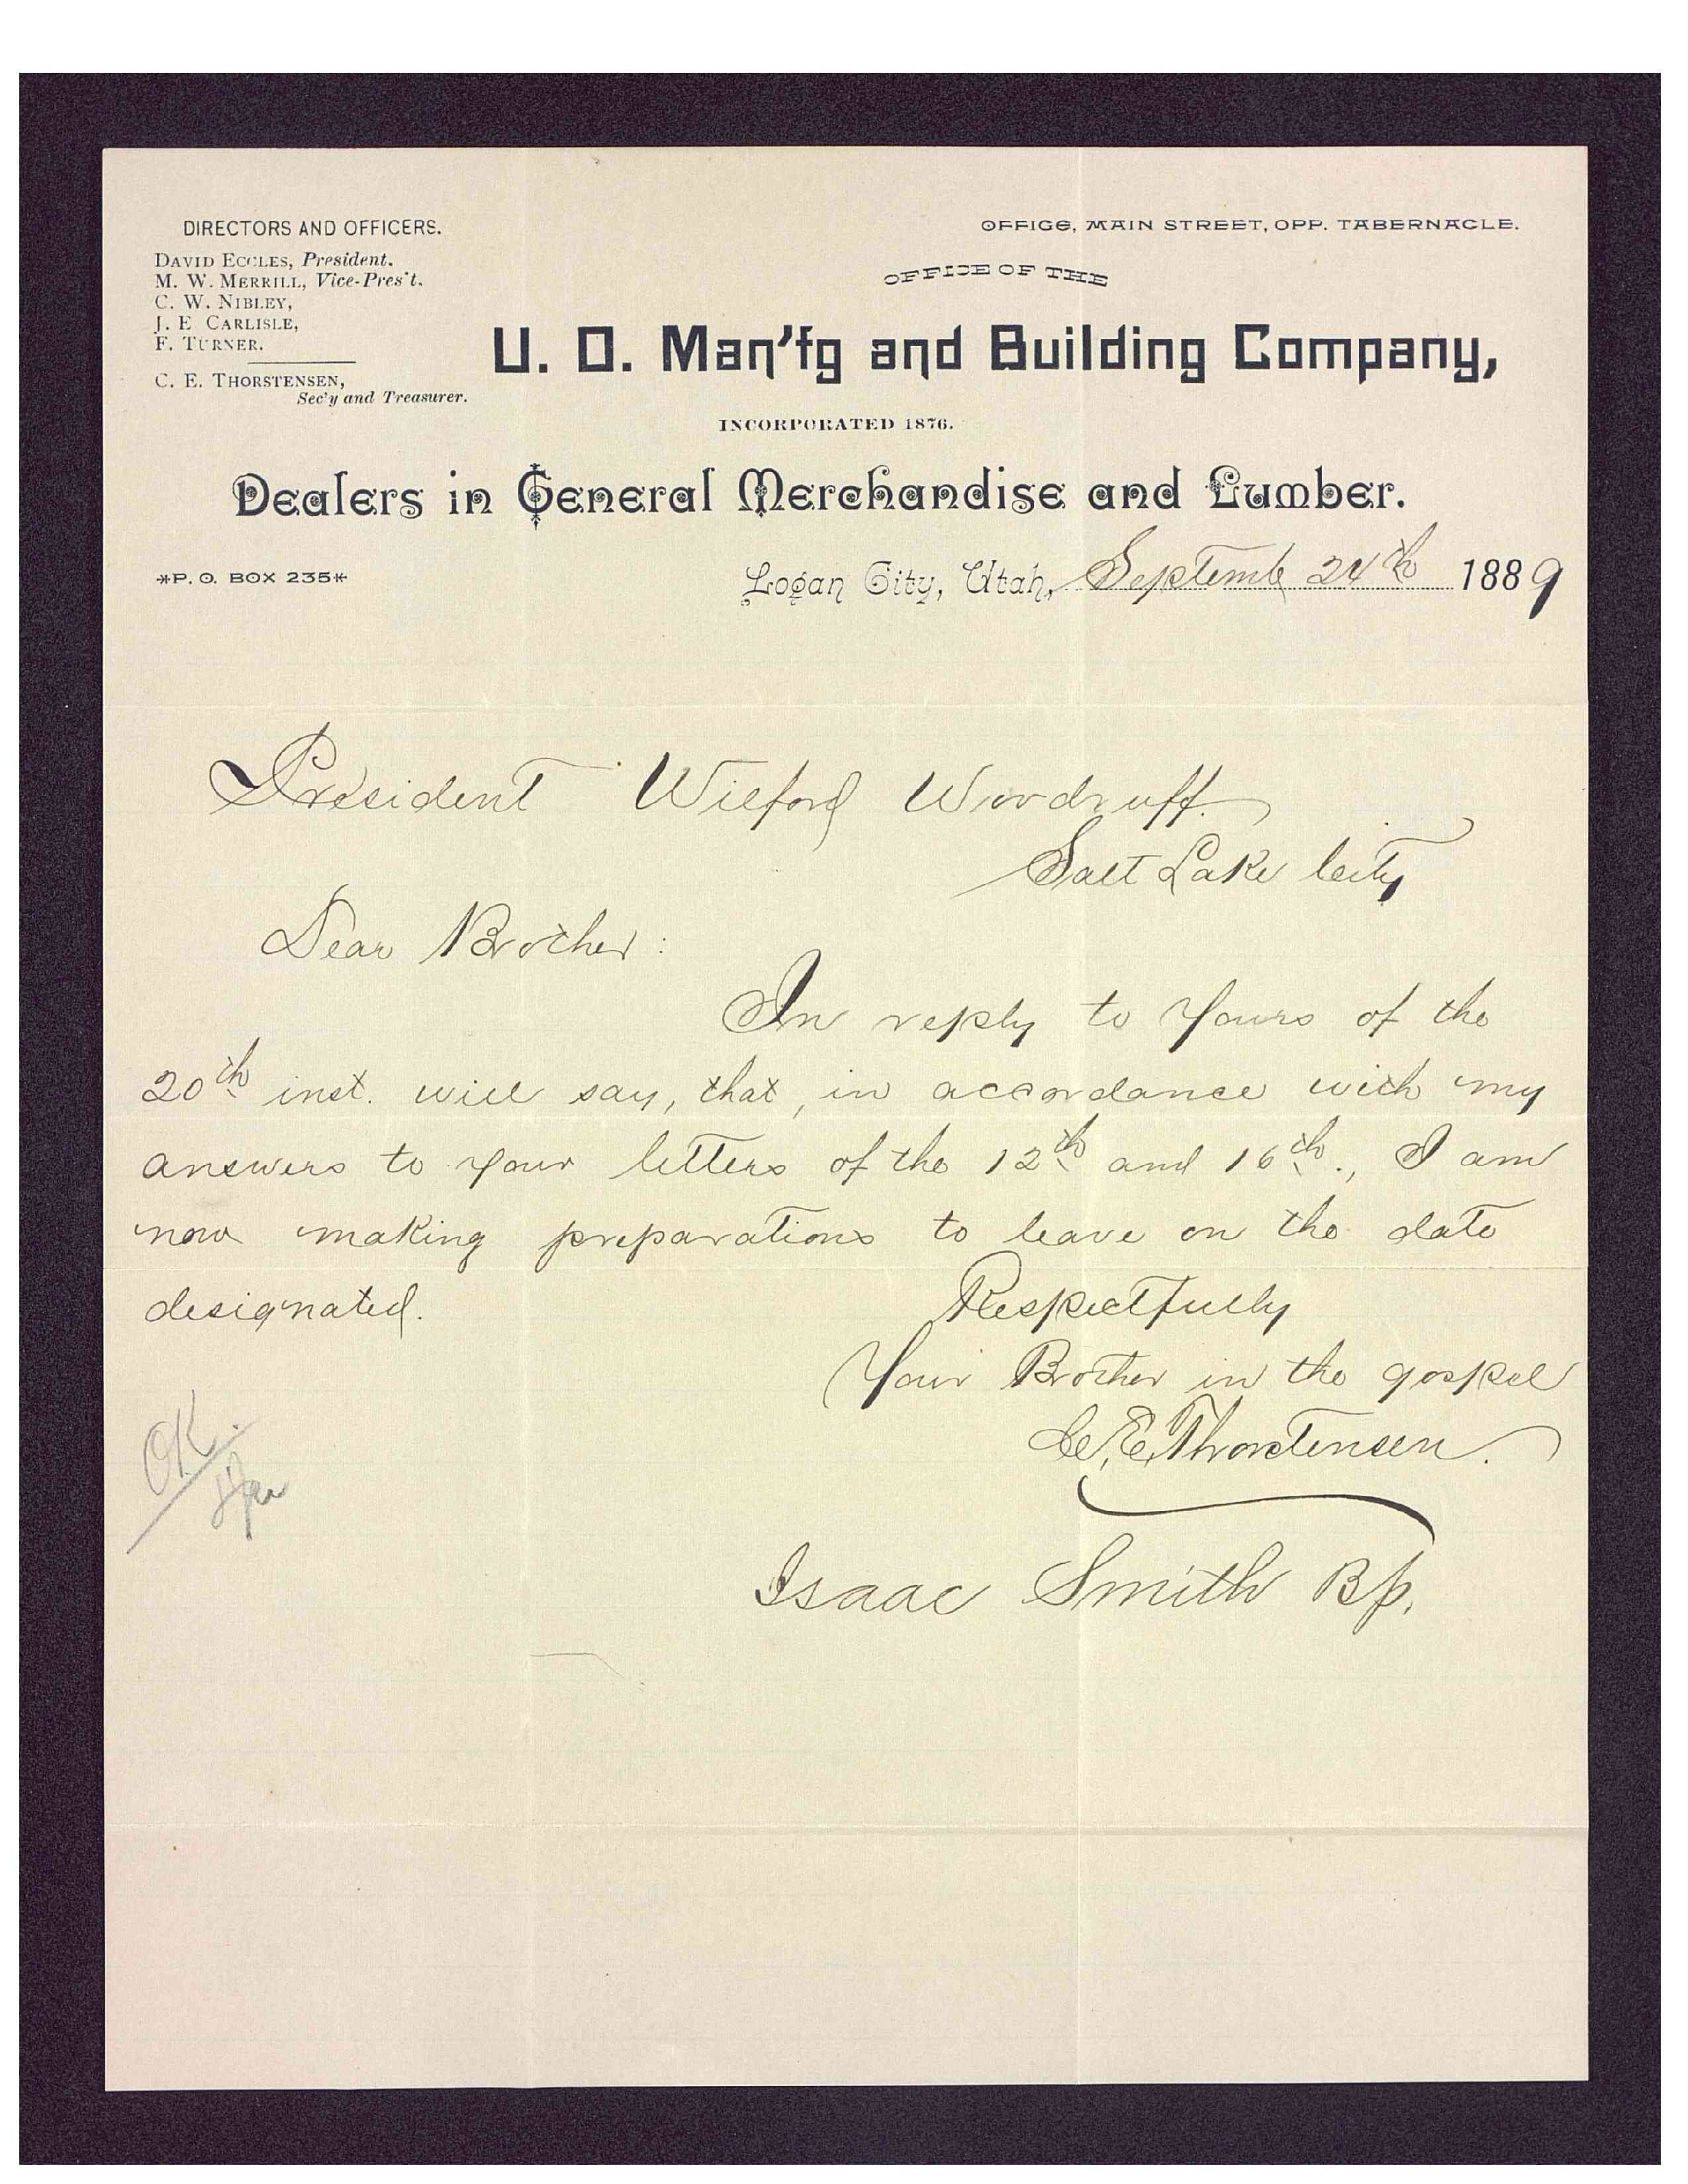 DIRECTORS AND OFFICERS.
DAVID ECCLES, President.
M. W. MERRILL, Vice-Pres't.
C. W. NIBLEY,
J. E CARLISLE,
F. TURNER.
C. E. THORSTENSEN,
Sec'y and Treasurer.
OFFICE, MAIN STREET, OPP. TABERNACLE.
OFFICE OF THE
U. O. Man'fg and Building Company,
INCORPORATED 1876.
Dealers in General Merchandise and Lumber.
*P. O. BOX 235*
Logan City, Utah, Septemb 24th 1889
President Wilford Woodruff.
Salt Lake City
Dear Brother:
In reply to Yours of the
20th inst. will say, that, in accordance with my
answers to your letters of the 12th and 16th., I am
now making preparations to leave on the date
designated.
Respectfully
Your Brother in the gospel
C. E. Thorstensen.
OK.
Isaac Smith Bp.